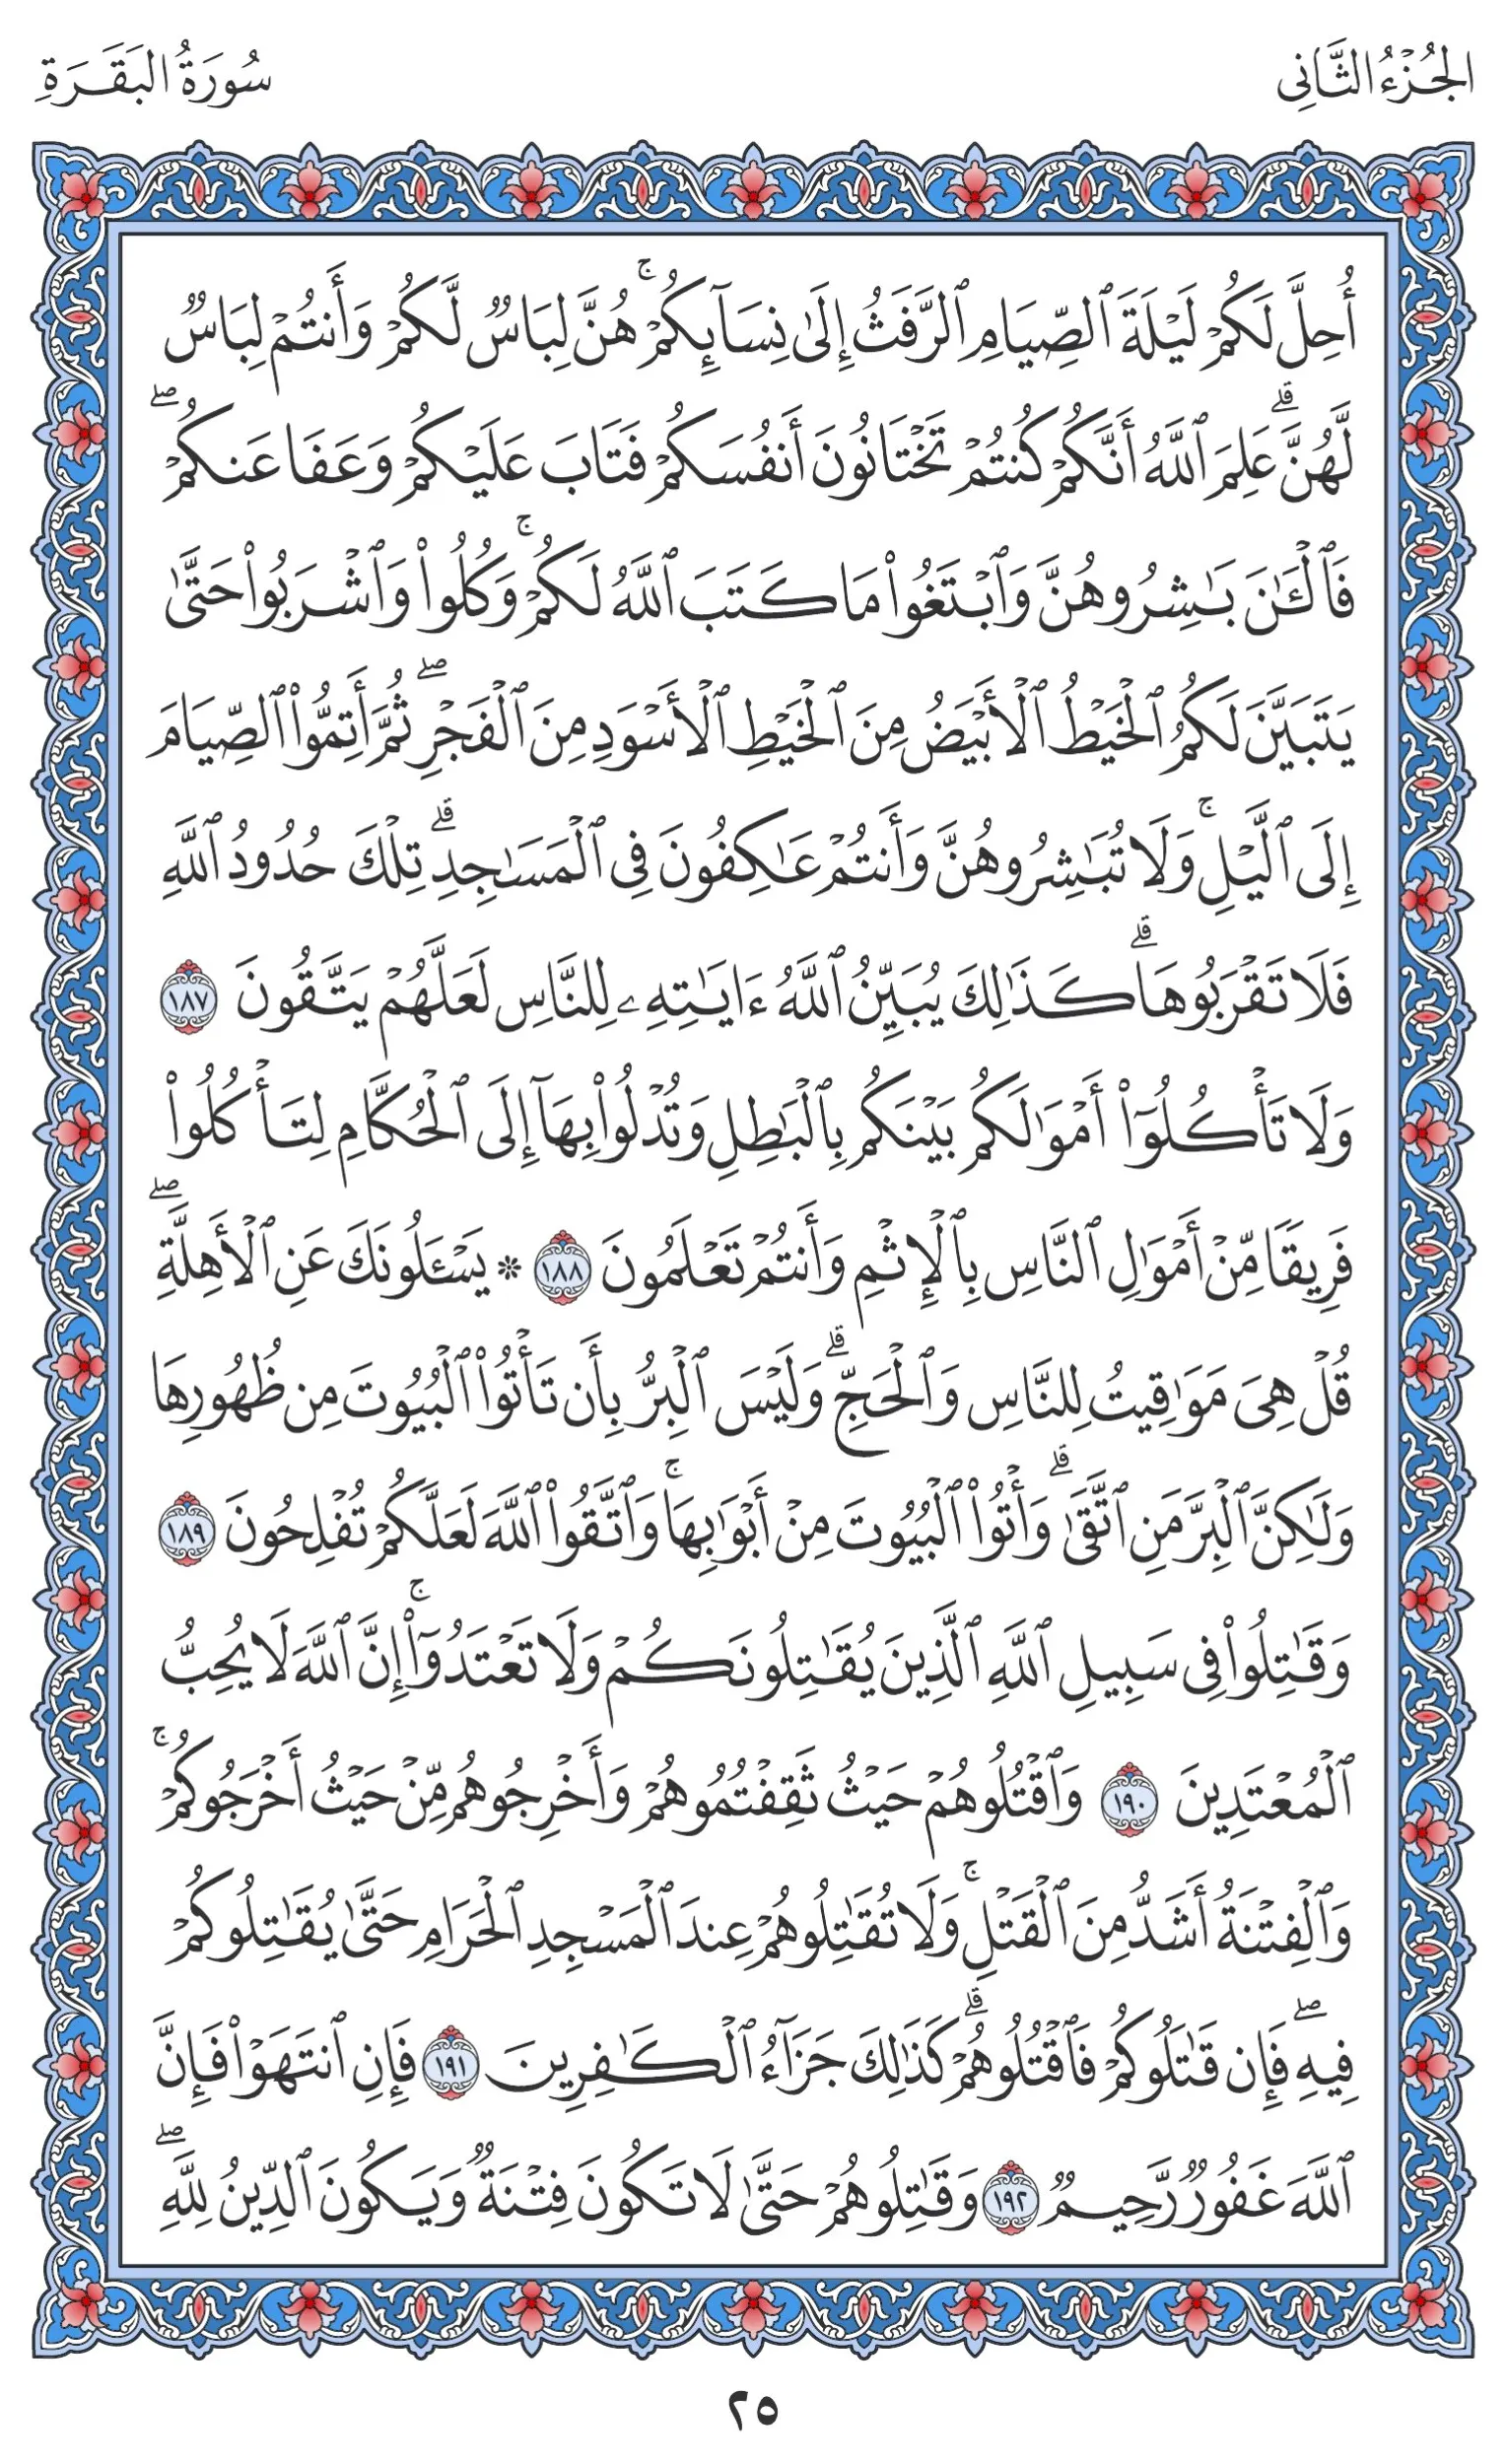 الجُزْءُ الثَّانِى
سُورَةُ البَقَرَةِ
أُحِلَّ لَكُمْ لَيْلَةَ ٱلصِّيَامِ ٱلرَّفَثُ إِلَىٰ نِسَآئِكُمْۚ هُنَّ لِبَاسٌ لَّكُمْ وَأَنتُمْ لِبَاسٌ
لَّهُنَّۗ عَلِمَ ٱللَّهُ أَنَّكُمْ كُنتُمْ تَخْتَانُونَ أَنفُسَكُمْ فَتَابَ عَلَيْكُمْ وَعَفَا عَنكُمْۖ
فَٱلْـَٰٔنَ بَـٰشِرُوهُنَّ وَٱبْتَغُوا۟ مَا كَتَبَ ٱللَّهُ لَكُمْۚ وَكُلُوا۟ وَٱشْرَبُوا۟ حَتَّىٰ
يَتَبَيَّنَ لَكُمُ ٱلْخَيْطُ ٱلْأَبْيَضُ مِنَ ٱلْخَيْطِ ٱلْأَسْوَدِ مِنَ ٱلْفَجْرِۖ ثُمَّ أَتِمُّوا۟ ٱلصِّيَامَ
إِلَى ٱلَّيْلِۚ وَلَا تُبَـٰشِرُوهُنَّ وَأَنتُمْ عَـٰكِفُونَ فِى ٱلْمَسَـٰجِدِۗ تِلْكَ حُدُودُ ٱللَّهِ
فَلَا تَقْرَبُوهَاۗ كَذَٰلِكَ يُبَيِّنُ ٱللَّهُ ءَايَـٰتِهِۦ لِلنَّاسِ لَعَلَّهُمْ يَتَّقُونَ ١٨٧
وَلَا تَأْكُلُوٓا۟ أَمْوَٰلَكُم بَيْنَكُم بِٱلْبَـٰطِلِ وَتُدْلُوا۟ بِهَآ إِلَى ٱلْحُكَّامِ لِتَأْكُلُوا۟
فَرِيقًا مِّنْ أَمْوَٰلِ ٱلنَّاسِ بِٱلْإِثْمِ وَأَنتُمْ تَعْلَمُونَ ١٨٨ * يَسْـَٔلُونَكَ عَنِ ٱلْأَهِلَّةِۖ
قُلْ هِىَ مَوَٰقِيتُ لِلنَّاسِ وَٱلْحَجِّۗ وَلَيْسَ ٱلْبِرُّ بِأَن تَأْتُوا۟ ٱلْبُيُوتَ مِن ظُهُورِهَا
وَلَـٰكِنَّ ٱلْبِرَّ مَنِ ٱتَّقَىٰۗ وَأْتُوا۟ ٱلْبُيُوتَ مِنْ أَبْوَٰبِهَاۚ وَٱتَّقُوا۟ ٱللَّهَ لَعَلَّكُمْ تُفْلِحُونَ ١٨٩
وَقَـٰتِلُوا۟ فِى سَبِيلِ ٱللَّهِ ٱلَّذِينَ يُقَـٰتِلُونَكُمْ وَلَا تَعْتَدُوٓا۟ۚ إِنَّ ٱللَّهَ لَا يُحِبُّ
ٱلْمُعْتَدِينَ ١٩٠ وَٱقْتُلُوهُمْ حَيْثُ ثَقِفْتُمُوهُمْ وَأَخْرِجُوهُم مِّنْ حَيْثُ أَخْرَجُوكُمْۚ
وَٱلْفِتْنَةُ أَشَدُّ مِنَ ٱلْقَتْلِۚ وَلَا تُقَـٰتِلُوهُمْ عِندَ ٱلْمَسْجِدِ ٱلْحَرَامِ حَتَّىٰ يُقَـٰتِلُوكُمْ
فِيهِۖ فَإِن قَـٰتَلُوكُمْ فَٱقْتُلُوهُمْۗ كَذَٰلِكَ جَزَآءُ ٱلْكَـٰفِرِينَ ١٩١ فَإِنِ ٱنتَهَوْا۟ فَإِنَّ
ٱللَّهَ غَفُورٌ رَّحِيمٌ ١٩٢ وَقَـٰتِلُوهُمْ حَتَّىٰ لَا تَكُونَ فِتْنَةٌ وَيَكُونَ ٱلدِّينُ لِلَّهِۖ
٢٥